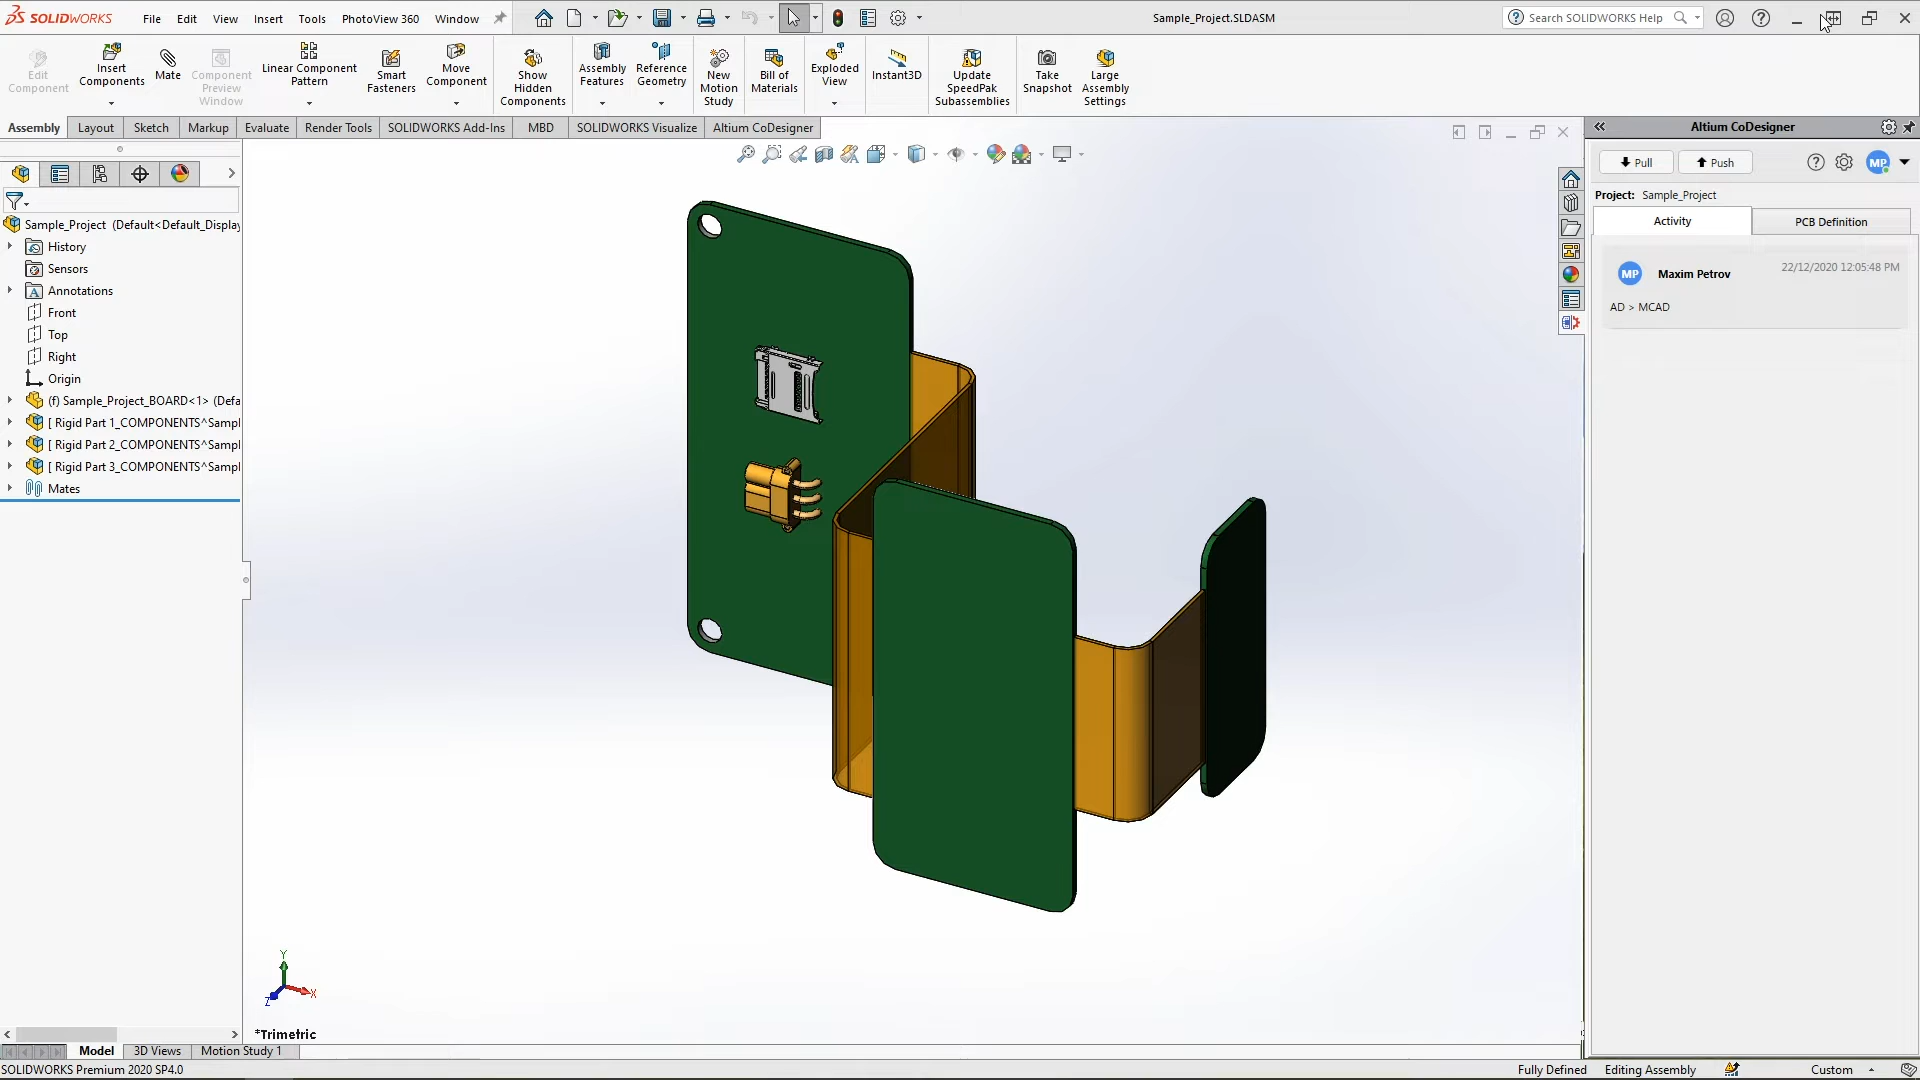 SOLIDWORKS File Edit View Insert Tools PhotoView 360 Window Sample_Project.SLDASM Search SOLIDWORKS Help
Edit Component
Insert Components
Mate
Component Preview Window
Linear Component Pattern
Smart Fasteners
Move Component
Show Hidden Components
Assembly Features
Reference Geometry
New Motion Study
Bill of Materials
Exploded View
Instant3D
Update SpeedPak Subassemblies
Take Snapshot
Large Assembly Settings
Assembly Layout Sketch Markup Evaluate Render Tools SOLIDWORKS Add-Ins MBD SOLIDWORKS Visualize Altium CoDesigner
Sample_Project (Default<Default_Display
History
Sensors
Annotations
Front
Top
Right
Origin
(f) Sample_Project_BOARD<1> (Defa
[ Rigid Part 1_COMPONENTS^Sampl
[ Rigid Part 2_COMPONENTS^Sampl
[ Rigid Part 3_COMPONENTS^Sampl
Mates
Y
X
Z
*Trimetric
Altium CoDesigner
Pull Push MP
Project: Sample_Project
Activity PCB Definition
MP Maxim Petrov 22/12/2020 12:05:48 PM
AD > MCAD
Model 3D Views Motion Study 1
SOLIDWORKS Premium 2020 SP4.0 Fully Defined Editing Assembly Custom